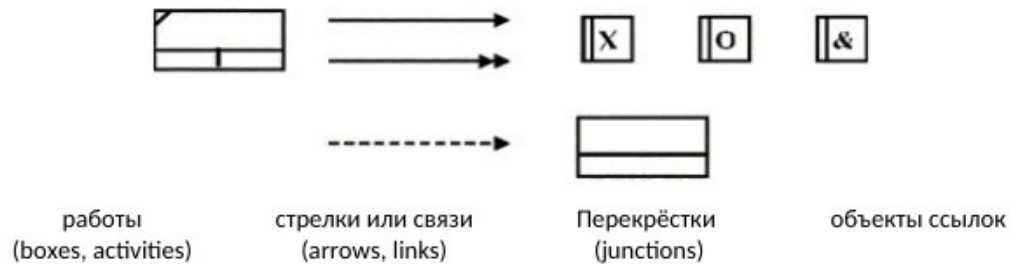 X O &
работы стрелки или связи Перекрёстки объекты ссылок
(boxes, activities) (arrows, links) (junctions)